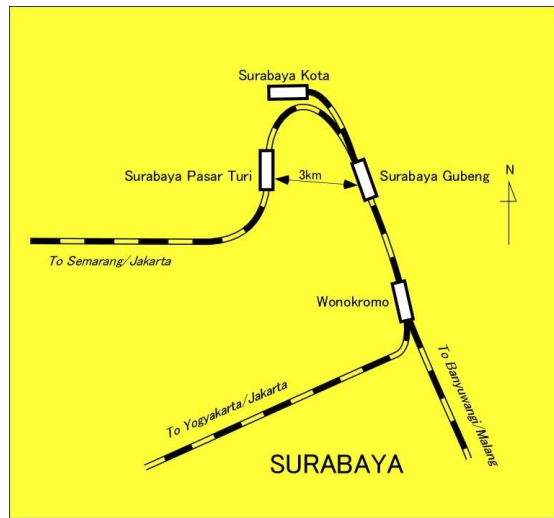 Surabaya Kota
Surabaya Pasar Turi
3km
Surabaya Gubeng
N
To Semarang/Jakarta
Wonokromo
To Yogyakarta/Jakarta
To Banyuwangi/Malang
SURABAYA